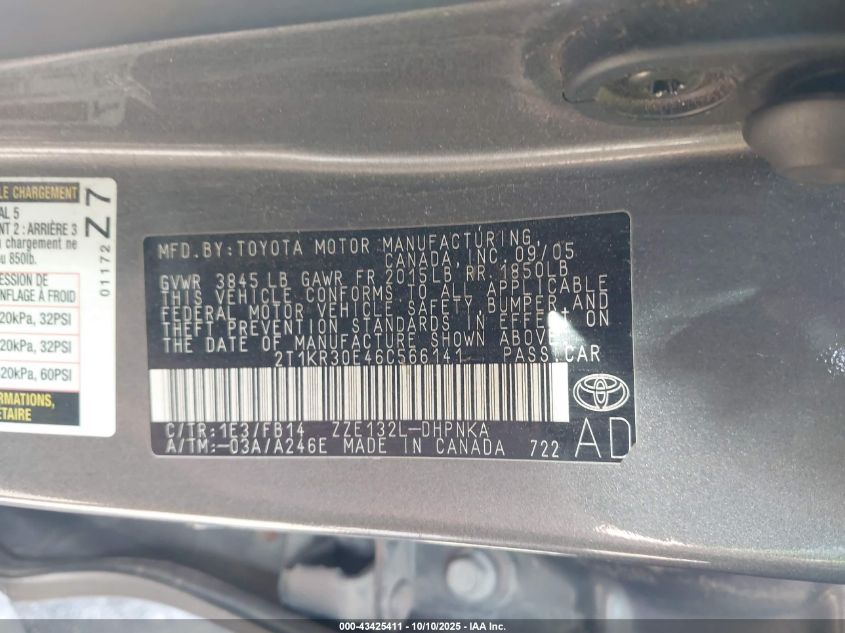 LE CHARGEMENT
AL 5
NT 2 : ARRIÈRE 3
u chargement ne
u 850lb.
Z 7
01172
ESSION DE
NFLAGE À FROID
20kPa, 32PSI
20kPa, 32PSI
20kPa, 60PSI
RMATIONS,
ÉTAIRE
MFD. BY: TOYOTA MOTOR MANUFACTURING,
CANADA, INC. 09/05
GVWR 3845 LB GAWR FR 2015LB RR 1850LB
THIS VEHICLE CONFORMS TO ALL APPLICABLE
FEDERAL MOTOR VEHICLE SAFETY, BUMPER, AND
THEFT PREVENTION STANDARDS IN EFFECT ON
THE DATE OF MANUFACTURE SHOWN ABOVE.
2T1KR30E46C566141 PASS. CAR
C/TR: 1E3/FB14 ZZE132L-DHPNKA
A/TM: -03A/A246E MADE IN CANADA 722
AD
000-43425411 - 10/10/2025 - IAA Inc.